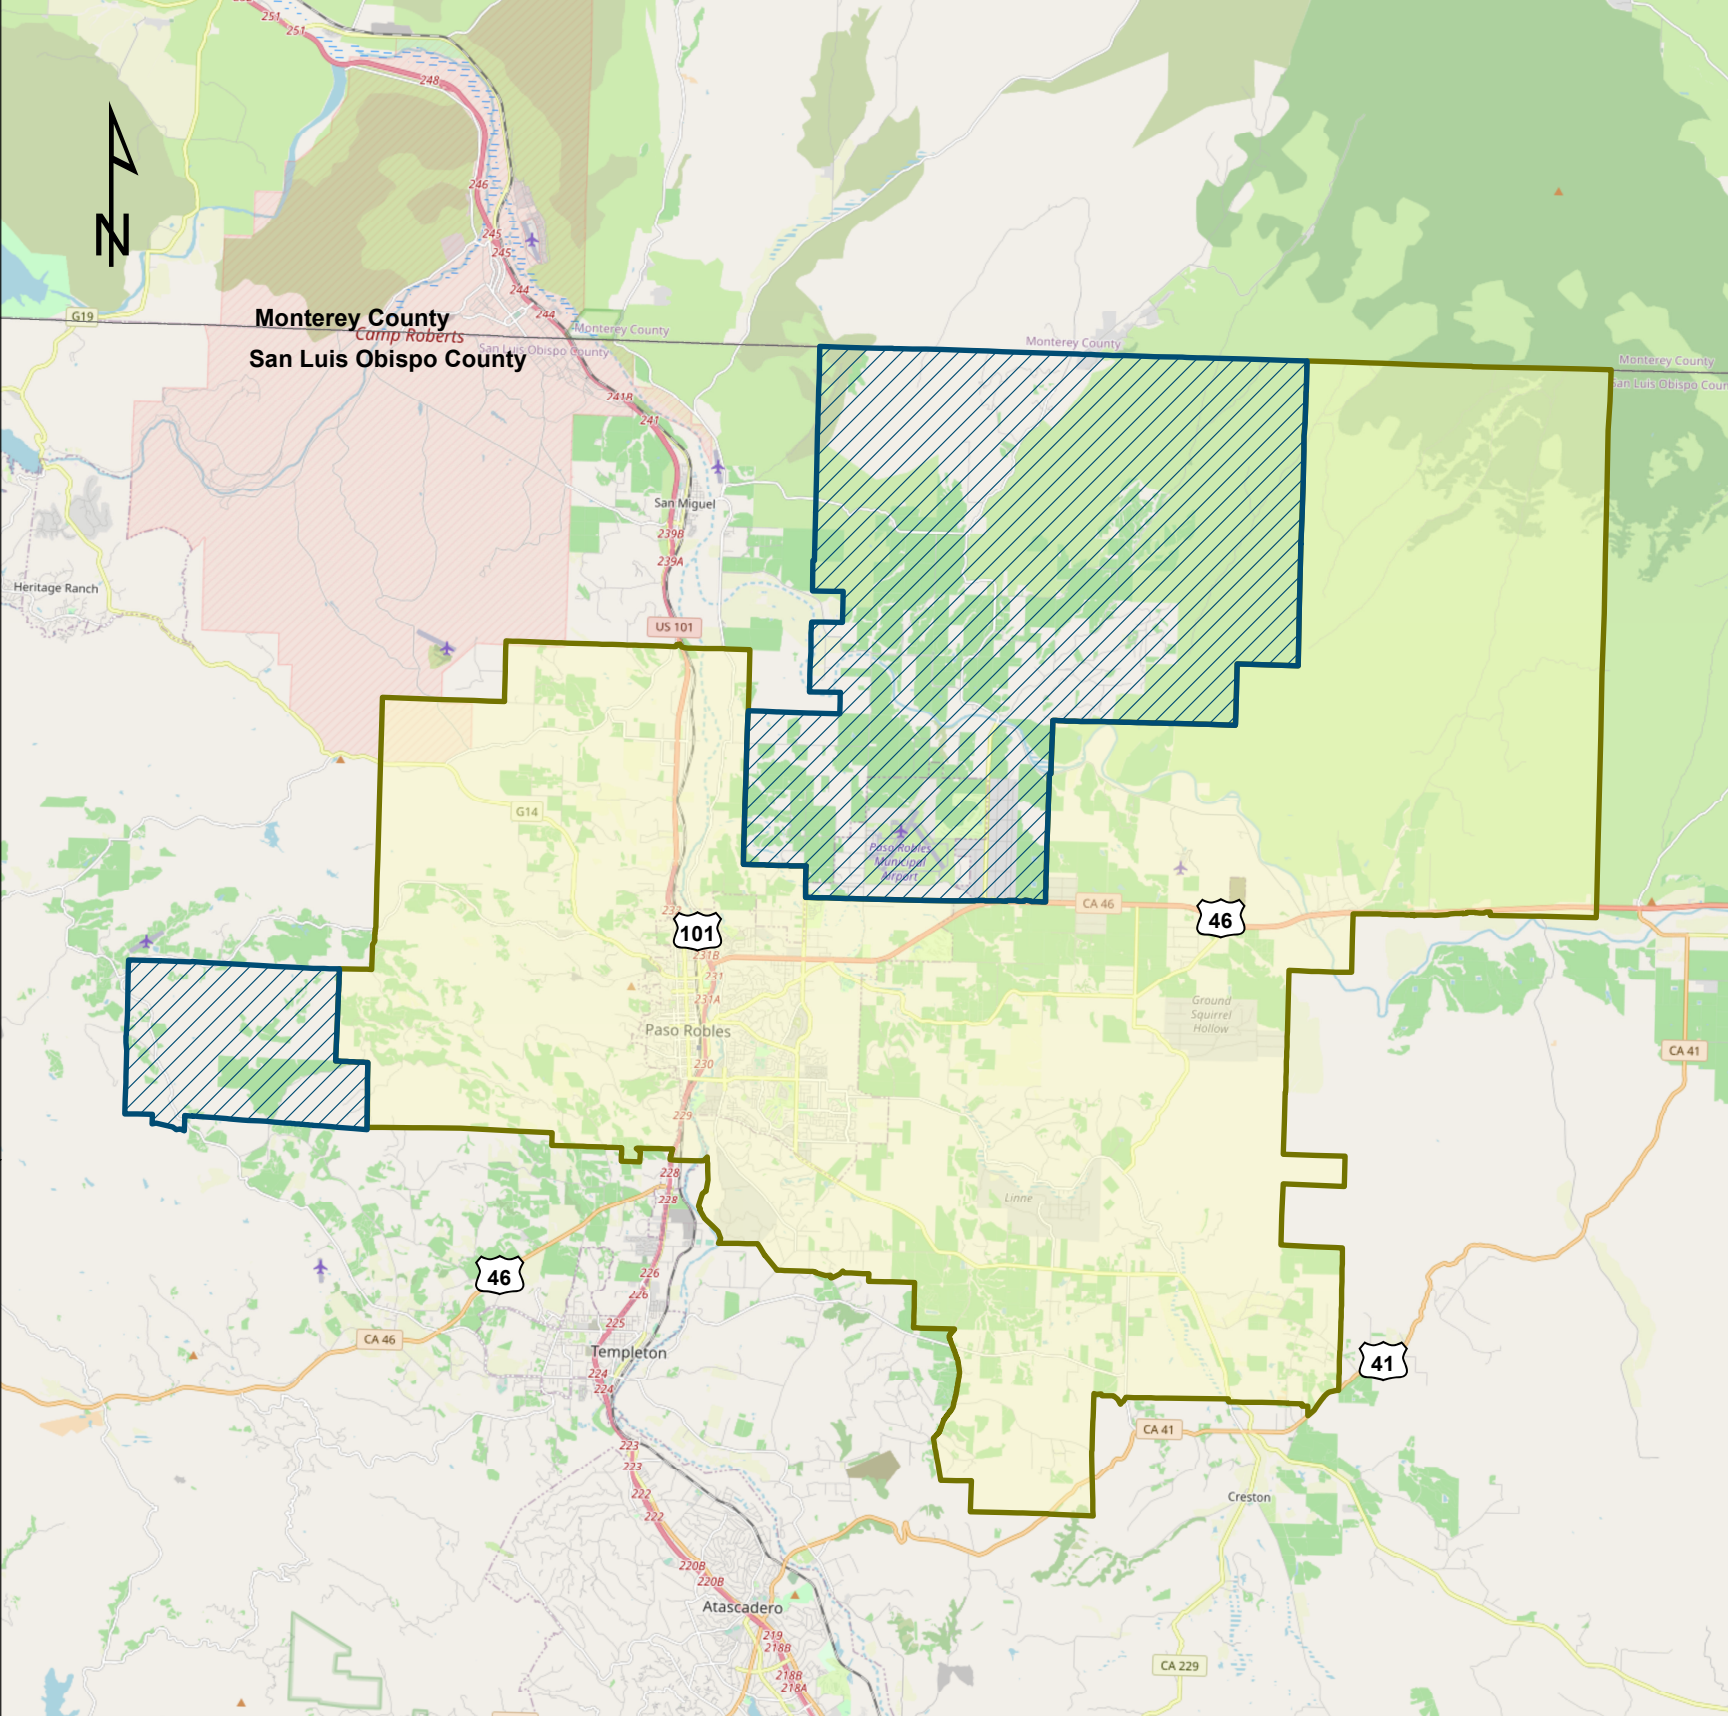 251
251
248
246
245
245
244
244
N
G19
Monterey County
Camp Roberts
San Luis Obispo County
Monterey County
San Luis Obispo County
Monterey County
Monterey County
San Luis Obispo Coun
241B
241
San Miguel
239B
239A
Heritage Ranch
US 101
G14
Paso Robles
Municipal
Airport
CA 46
46
232
101
231B
231
231A
Paso Robles
Ground
Squirrel
Hollow
CA 41
230
229
228
228
Linne
46
226
226
225
CA 46
Templeton
41
224
224
223
223
CA 41
222
222
Creston
220B
220B
Atascadero
219
218B
CA 229
218B
218A